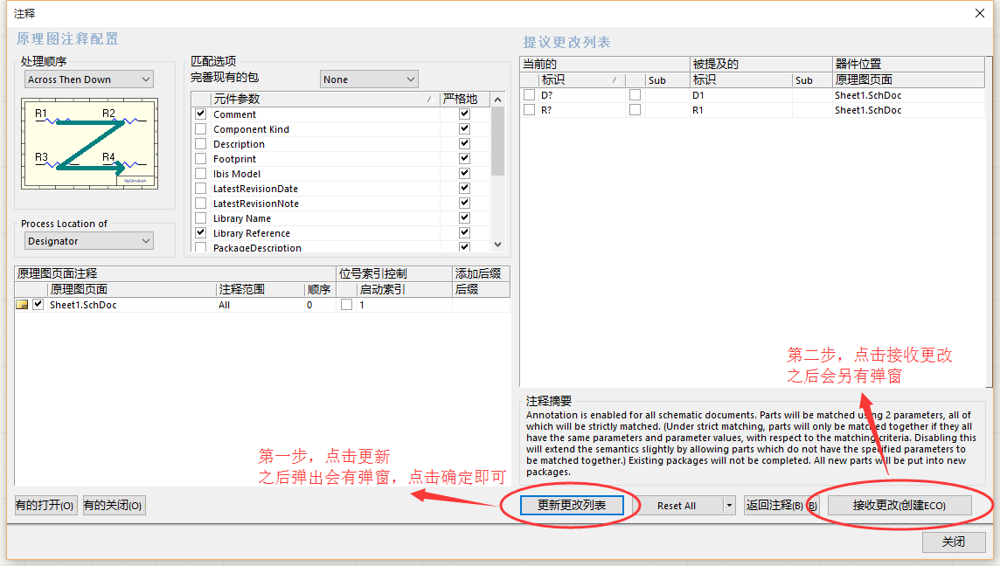 注释
原理图注释配置
处理顺序
Across Then Down
R1 R2
R3 R4
Process Location of
Designator
匹配选项
完善现有的包 None
元件参数 严格地
Comment
Component Kind
Description
Footprint
Ibis Model
LatestRevisionDate
LatestRevisionNote
Library Name
Library Reference
PackageDescription
原理图页面注释 位号索引控制 添加后缀
原理图页面 注释范围 顺序 启动索引 后缀
Sheet1.SchDoc All 0 1
提议更改列表
当前的 被提及的 器件位置
标识 Sub 标识 Sub 原理图页面
D? D1 Sheet1.SchDoc
R? R1 Sheet1.SchDoc
第二步，点击接收更改
之后会另有弹窗
注释摘要
Annotation is enabled for all schematic documents. Parts will be matched using 2 parameters, all of
which will be strictly matched. (Under strict matching, parts will only be matched together if they all
have the same parameters and parameter values, with respect to the matching criteria. Disabling this
will extend the semantics slightly by allowing parts which do not have the specified parameters to
be matched together.) Existing packages will not be completed. All new parts will be put into new
packages.
第一步，点击更新
之后弹出会有弹窗，点击确定即可
有的打开(O) 有的关闭(O) 更新更改列表 Reset All 返回注释(B) B) 接收更改(创建ECO)
关闭